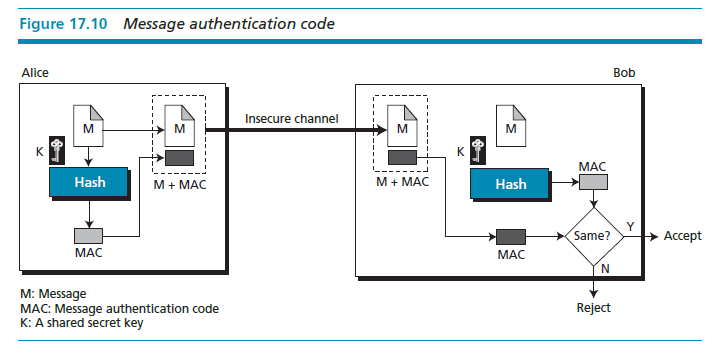 Figure 17.10 Message authentication code
Alice
Bob
M
M
K
Hash
M + MAC
MAC
Insecure channel
M
M + MAC
K
M
Hash
MAC
MAC
Same?
Y
Accept
N
Reject
M: Message
MAC: Message authentication code
K: A shared secret key